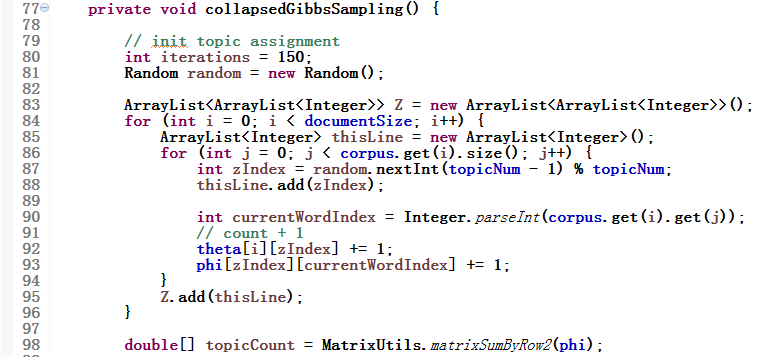 77 private void collapsedGibbsSampling() {
78
79 // init topic assignment
80 int iterations = 150;
81 Random random = new Random();
82
83 ArrayList<ArrayList<Integer>> Z = new ArrayList<ArrayList<Integer>>();
84 for (int i = 0; i < documentSize; i++) {
85 ArrayList<Integer> thisLine = new ArrayList<Integer>();
86 for (int j = 0; j < corpus.get(i).size(); j++) {
87 int zIndex = random.nextInt(topicNum - 1) % topicNum;
88 thisLine.add(zIndex);
89
90 int currentWordIndex = Integer.parseInt(corpus.get(i).get(j));
91 // count + 1
92 theta[i][zIndex] += 1;
93 phi[zIndex][currentWordIndex] += 1;
94 }
95 Z.add(thisLine);
96 }
97
98 double[] topicCount = MatrixUtils.matrixSumByRow2(phi);